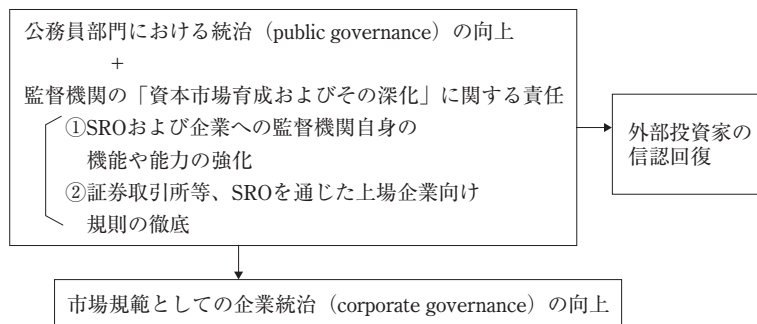 公務員部門における統治（public governance）の向上
+
監督機関の「資本市場育成およびその深化」に関する責任
①SROおよび企業への監督機関自身の
機能や能力の強化
②証券取引所等、SROを通じた上場企業向け
規則の徹底
外部投資家の
信認回復
市場規範としての企業統治（corporate governance）の向上